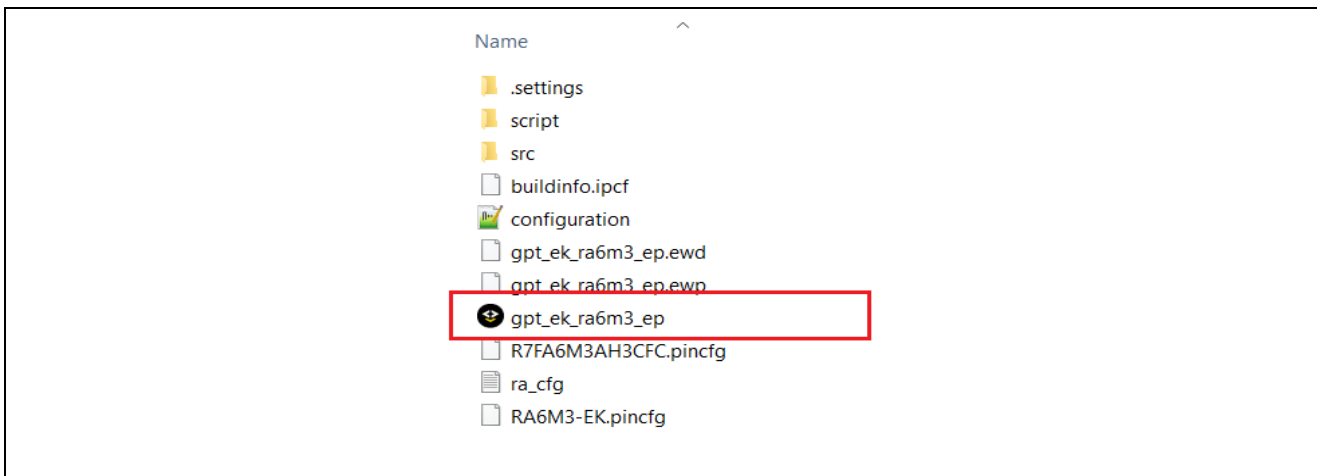 Name
.settings
script
src
buildinfo.ipcf
configuration
gpt_ek_ra6m3_ep.ewd
gpt_ek_ra6m3_ep.ewp
gpt_ek_ra6m3_ep
R7FA6M3AH3CFC.pincfg
ra_cfg
RA6M3-EK.pincfg